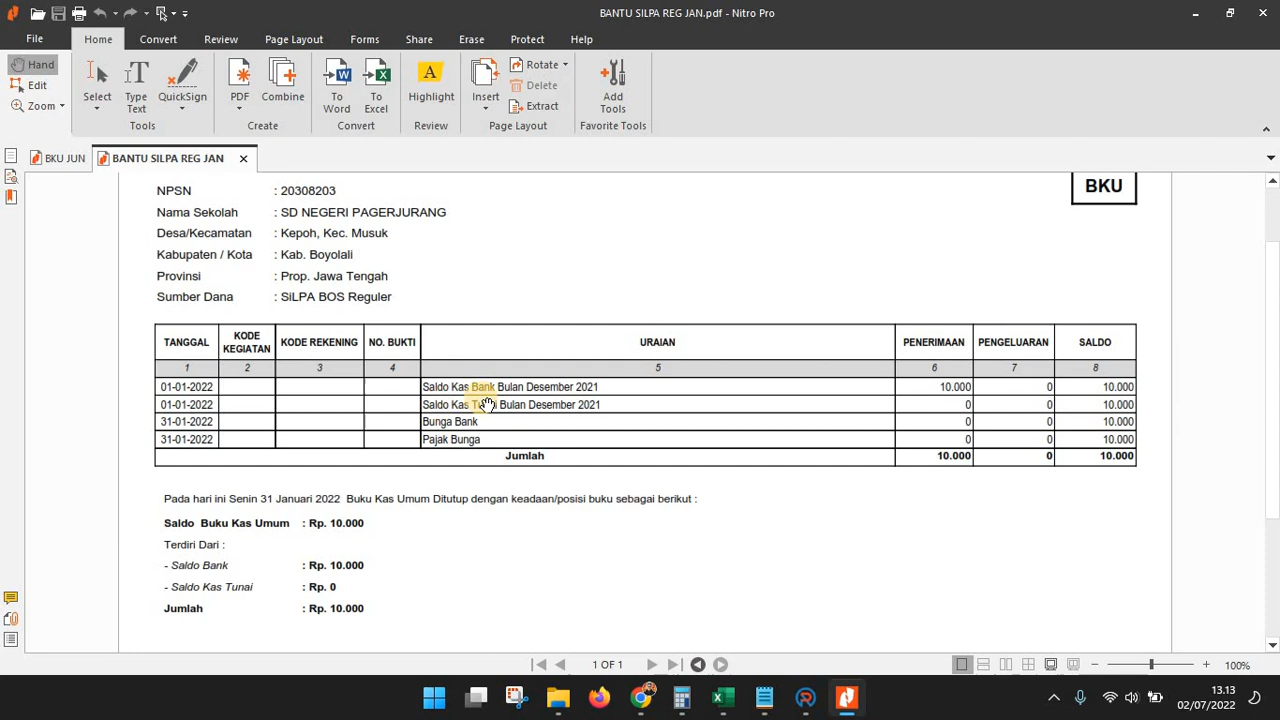 BANTU SILPA REG JAN.pdf - Nitro Pro
File Home Convert Review Page Layout Forms Share Erase Protect Help
Hand
Edit
Zoom
Select
Type Text
QuickSign
Tools
PDF
Combine
Create
To Word
To Excel
Convert
Highlight
Review
Insert
Rotate
Delete
Extract
Page Layout
Add Tools
Favorite Tools
BKU JUN
BANTU SILPA REG JAN
BKU
NPSN : 20308203
Nama Sekolah : SD NEGERI PAGERJURANG
Desa/Kecamatan : Kepoh, Kec. Musuk
Kabupaten / Kota : Kab. Boyolali
Provinsi : Prop. Jawa Tengah
Sumber Dana : SiLPA BOS Reguler
TANGGAL KODE KEGIATAN KODE REKENING NO. BUKTI URAIAN PENERIMAAN PENGELUARAN SALDO
1 2 3 4 5 6 7 8
01-01-2022 Saldo Kas Bank Bulan Desember 2021 10.000 0 10.000
01-01-2022 Saldo Kas Bulan Desember 2021 0 0 10.000
31-01-2022 Bunga Bank 0 0 10.000
31-01-2022 Pajak Bunga 0 0 10.000
Jumlah 10.000 0 10.000
Pada hari ini Senin 31 Januari 2022 Buku Kas Umum Ditutup dengan keadaan/posisi buku sebagai berikut :
Saldo Buku Kas Umum : Rp. 10.000
Terdiri Dari :
- Saldo Bank : Rp. 10.000
- Saldo Kas Tunai : Rp. 0
Jumlah : Rp. 10.000
1 OF 1
100%
13.13
02/07/2022